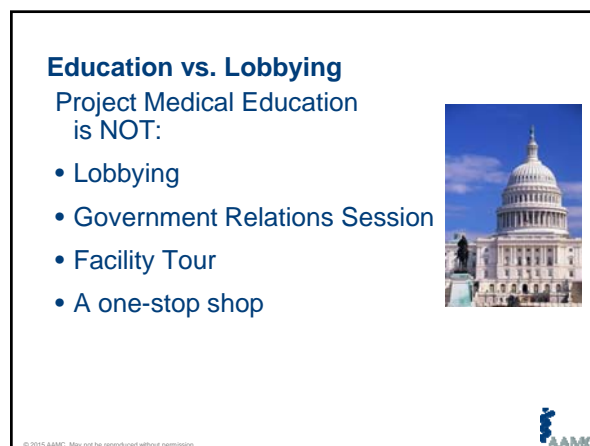 Education vs. Lobbying
Project Medical Education
is NOT:
• Lobbying
• Government Relations Session
• Facility Tour
• A one-stop shop
© 2015 AAMC. May not be reproduced without permission.
AAMC